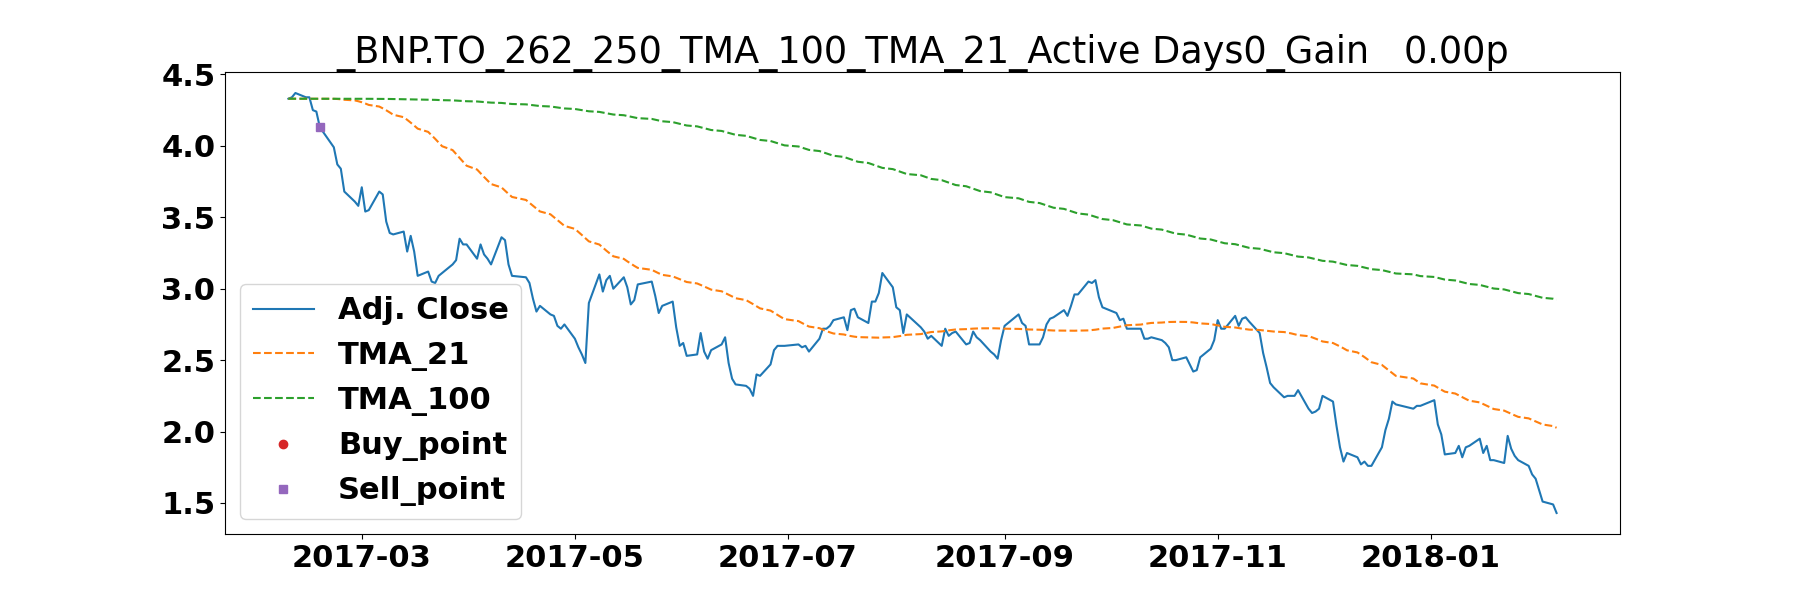 _BNP.TO_262_250_TMA_100_TMA_21_Active Days0_Gain 0.00p
4.5
4.0
3.5
3.0
2.5
2.0
1.5
Adj. Close
TMA_21
TMA_100
Buy_point
Sell_point
2017-03 2017-05 2017-07 2017-09 2017-11 2018-01